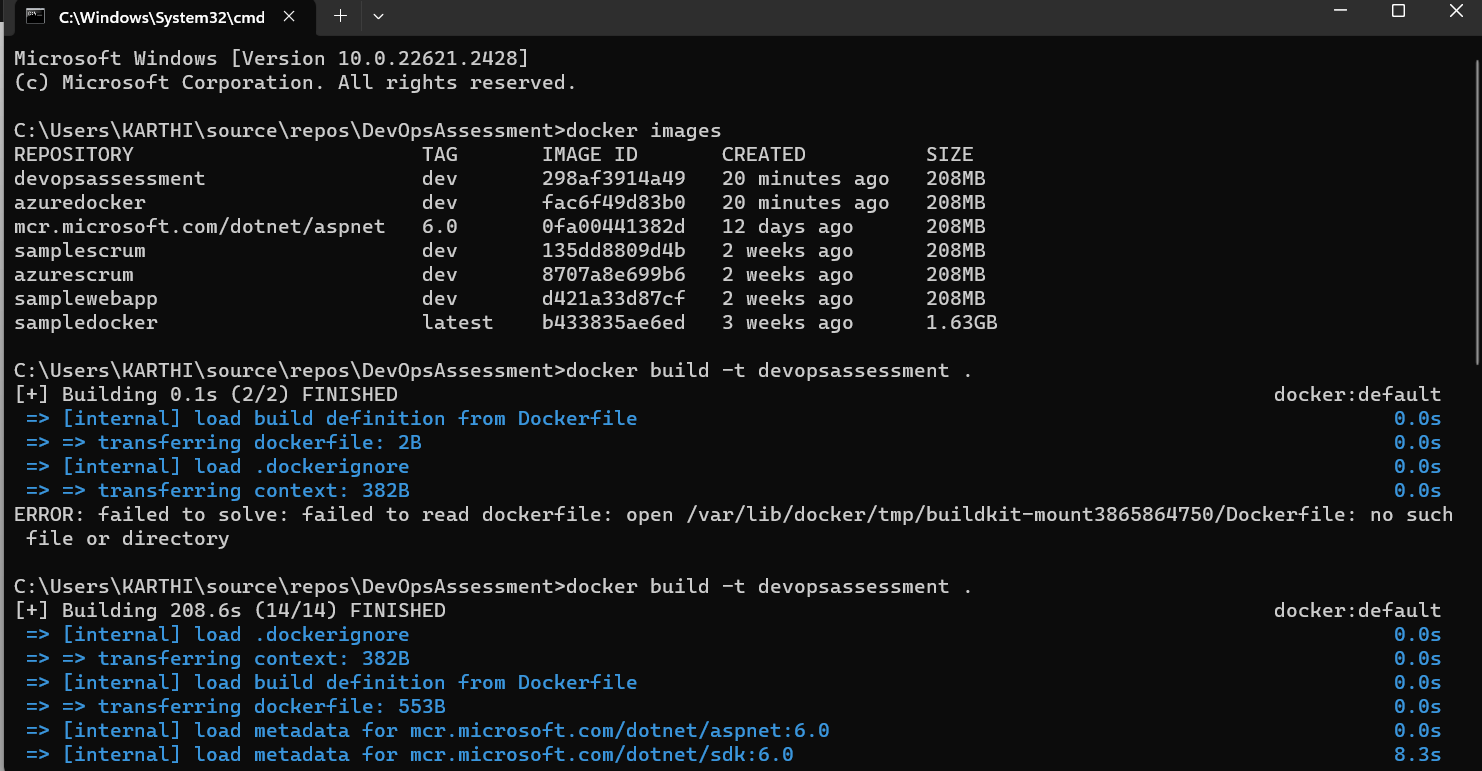 C:\Windows\System32\cmd
Microsoft Windows [Version 10.0.22621.2428]
(c) Microsoft Corporation. All rights reserved.
C:\Users\KARTHI\source\repos\DevOpsAssessment>docker images
REPOSITORY TAG IMAGE ID CREATED SIZE
devopsassessment dev 298af3914a49 20 minutes ago 208MB
azuredocker dev fac6f49d83b0 20 minutes ago 208MB
mcr.microsoft.com/dotnet/aspnet 6.0 0fa00441382d 12 days ago 208MB
samplescrum dev 135dd8809d4b 2 weeks ago 208MB
azurescrum dev 8707a8e699b6 2 weeks ago 208MB
samplewebapp dev d421a33d87cf 2 weeks ago 208MB
sampledocker latest b433835ae6ed 3 weeks ago 1.63GB
C:\Users\KARTHI\source\repos\DevOpsAssessment>docker build -t devopsassessment .
[+] Building 0.1s (2/2) FINISHED docker:default
=> [internal] load build definition from Dockerfile 0.0s
=> => transferring dockerfile: 2B 0.0s
=> [internal] load .dockerignore 0.0s
=> => transferring context: 382B 0.0s
ERROR: failed to solve: failed to read dockerfile: open /var/lib/docker/tmp/buildkit-mount3865864750/Dockerfile: no such
file or directory
C:\Users\KARTHI\source\repos\DevOpsAssessment>docker build -t devopsassessment .
[+] Building 208.6s (14/14) FINISHED docker:default
=> [internal] load .dockerignore 0.0s
=> => transferring context: 382B 0.0s
=> [internal] load build definition from Dockerfile 0.0s
=> => transferring dockerfile: 553B 0.0s
=> [internal] load metadata for mcr.microsoft.com/dotnet/aspnet:6.0 0.0s
=> [internal] load metadata for mcr.microsoft.com/dotnet/sdk:6.0 8.3s